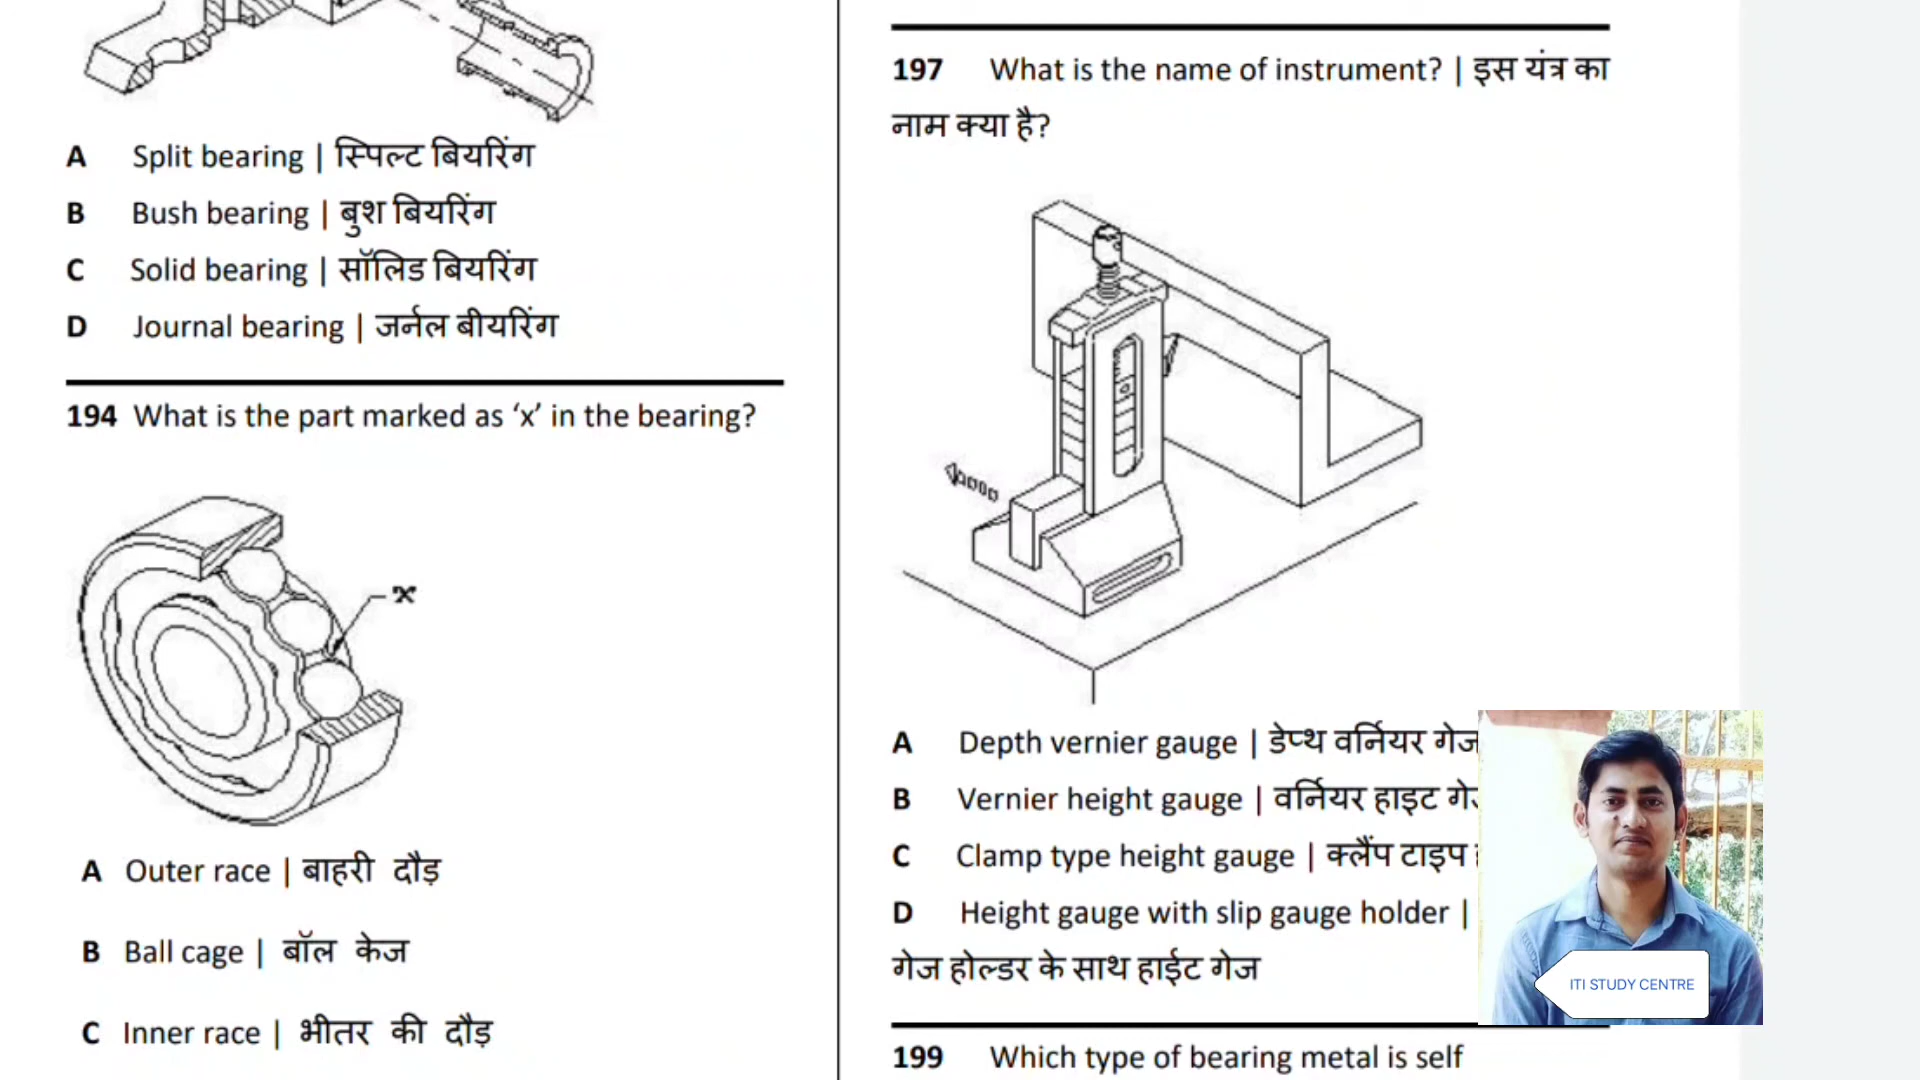 A Split bearing | स्पिल्ट बियरिंग
B Bush bearing | बुश बियरिंग
C Solid bearing | सॉलिड बियरिंग
D Journal bearing | जर्नल बीयरिंग
194 What is the part marked as ‘x’ in the bearing?
X
A Outer race | बाहरी दौड़
B Ball cage | बॉल केज
C Inner race | भीतर की दौड़
197 What is the name of instrument? | इस यंत्र का
नाम क्या है?
A Depth vernier gauge | डेप्थ वर्नियर गेज
B Vernier height gauge | वर्नियर हाइट
C Clamp type height gauge | क्लैंप टाइप
D Height gauge with slip gauge holder |
गेज होल्डर के साथ हाईट गेज
199 Which type of bearing metal is self
ITI STUDY CENTRE